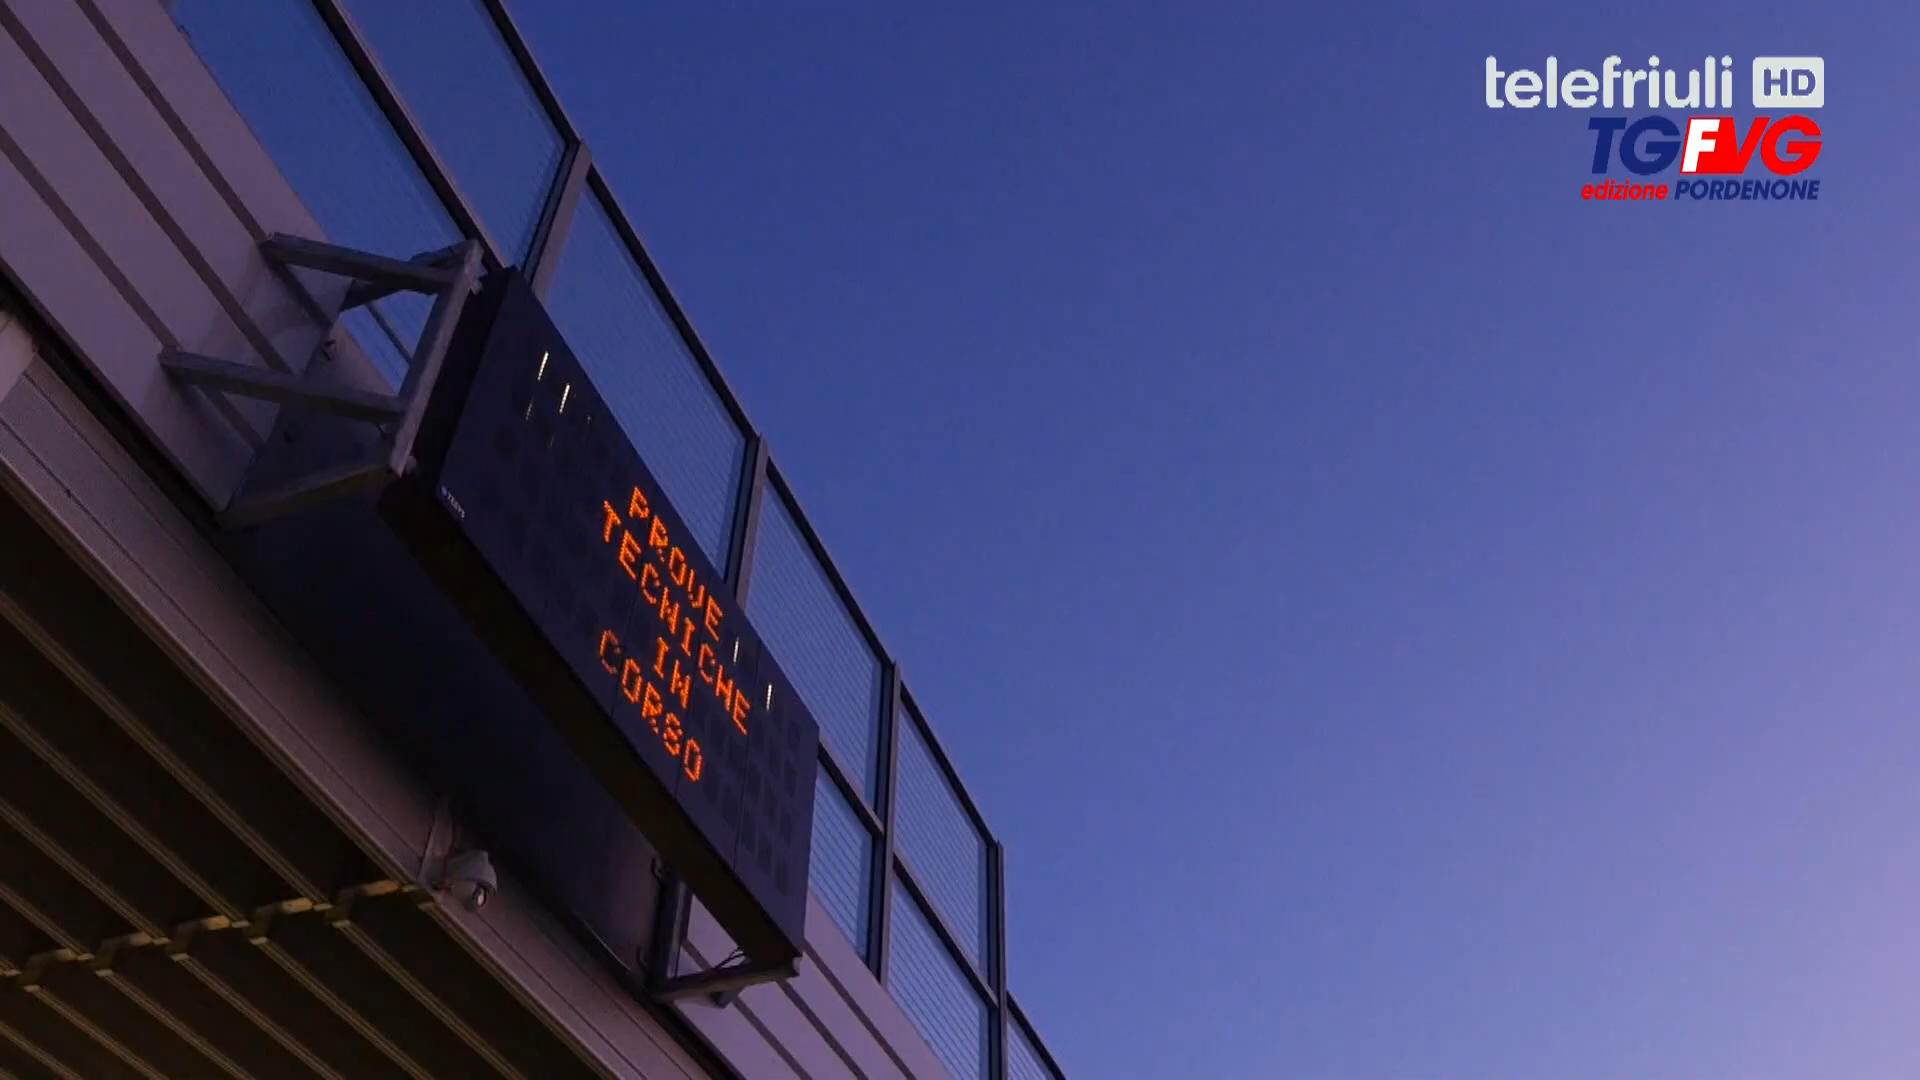 telefriuli HD
TGFVG
edizione PORDENONE
PROVE
TECNICHE
IN
CORSO